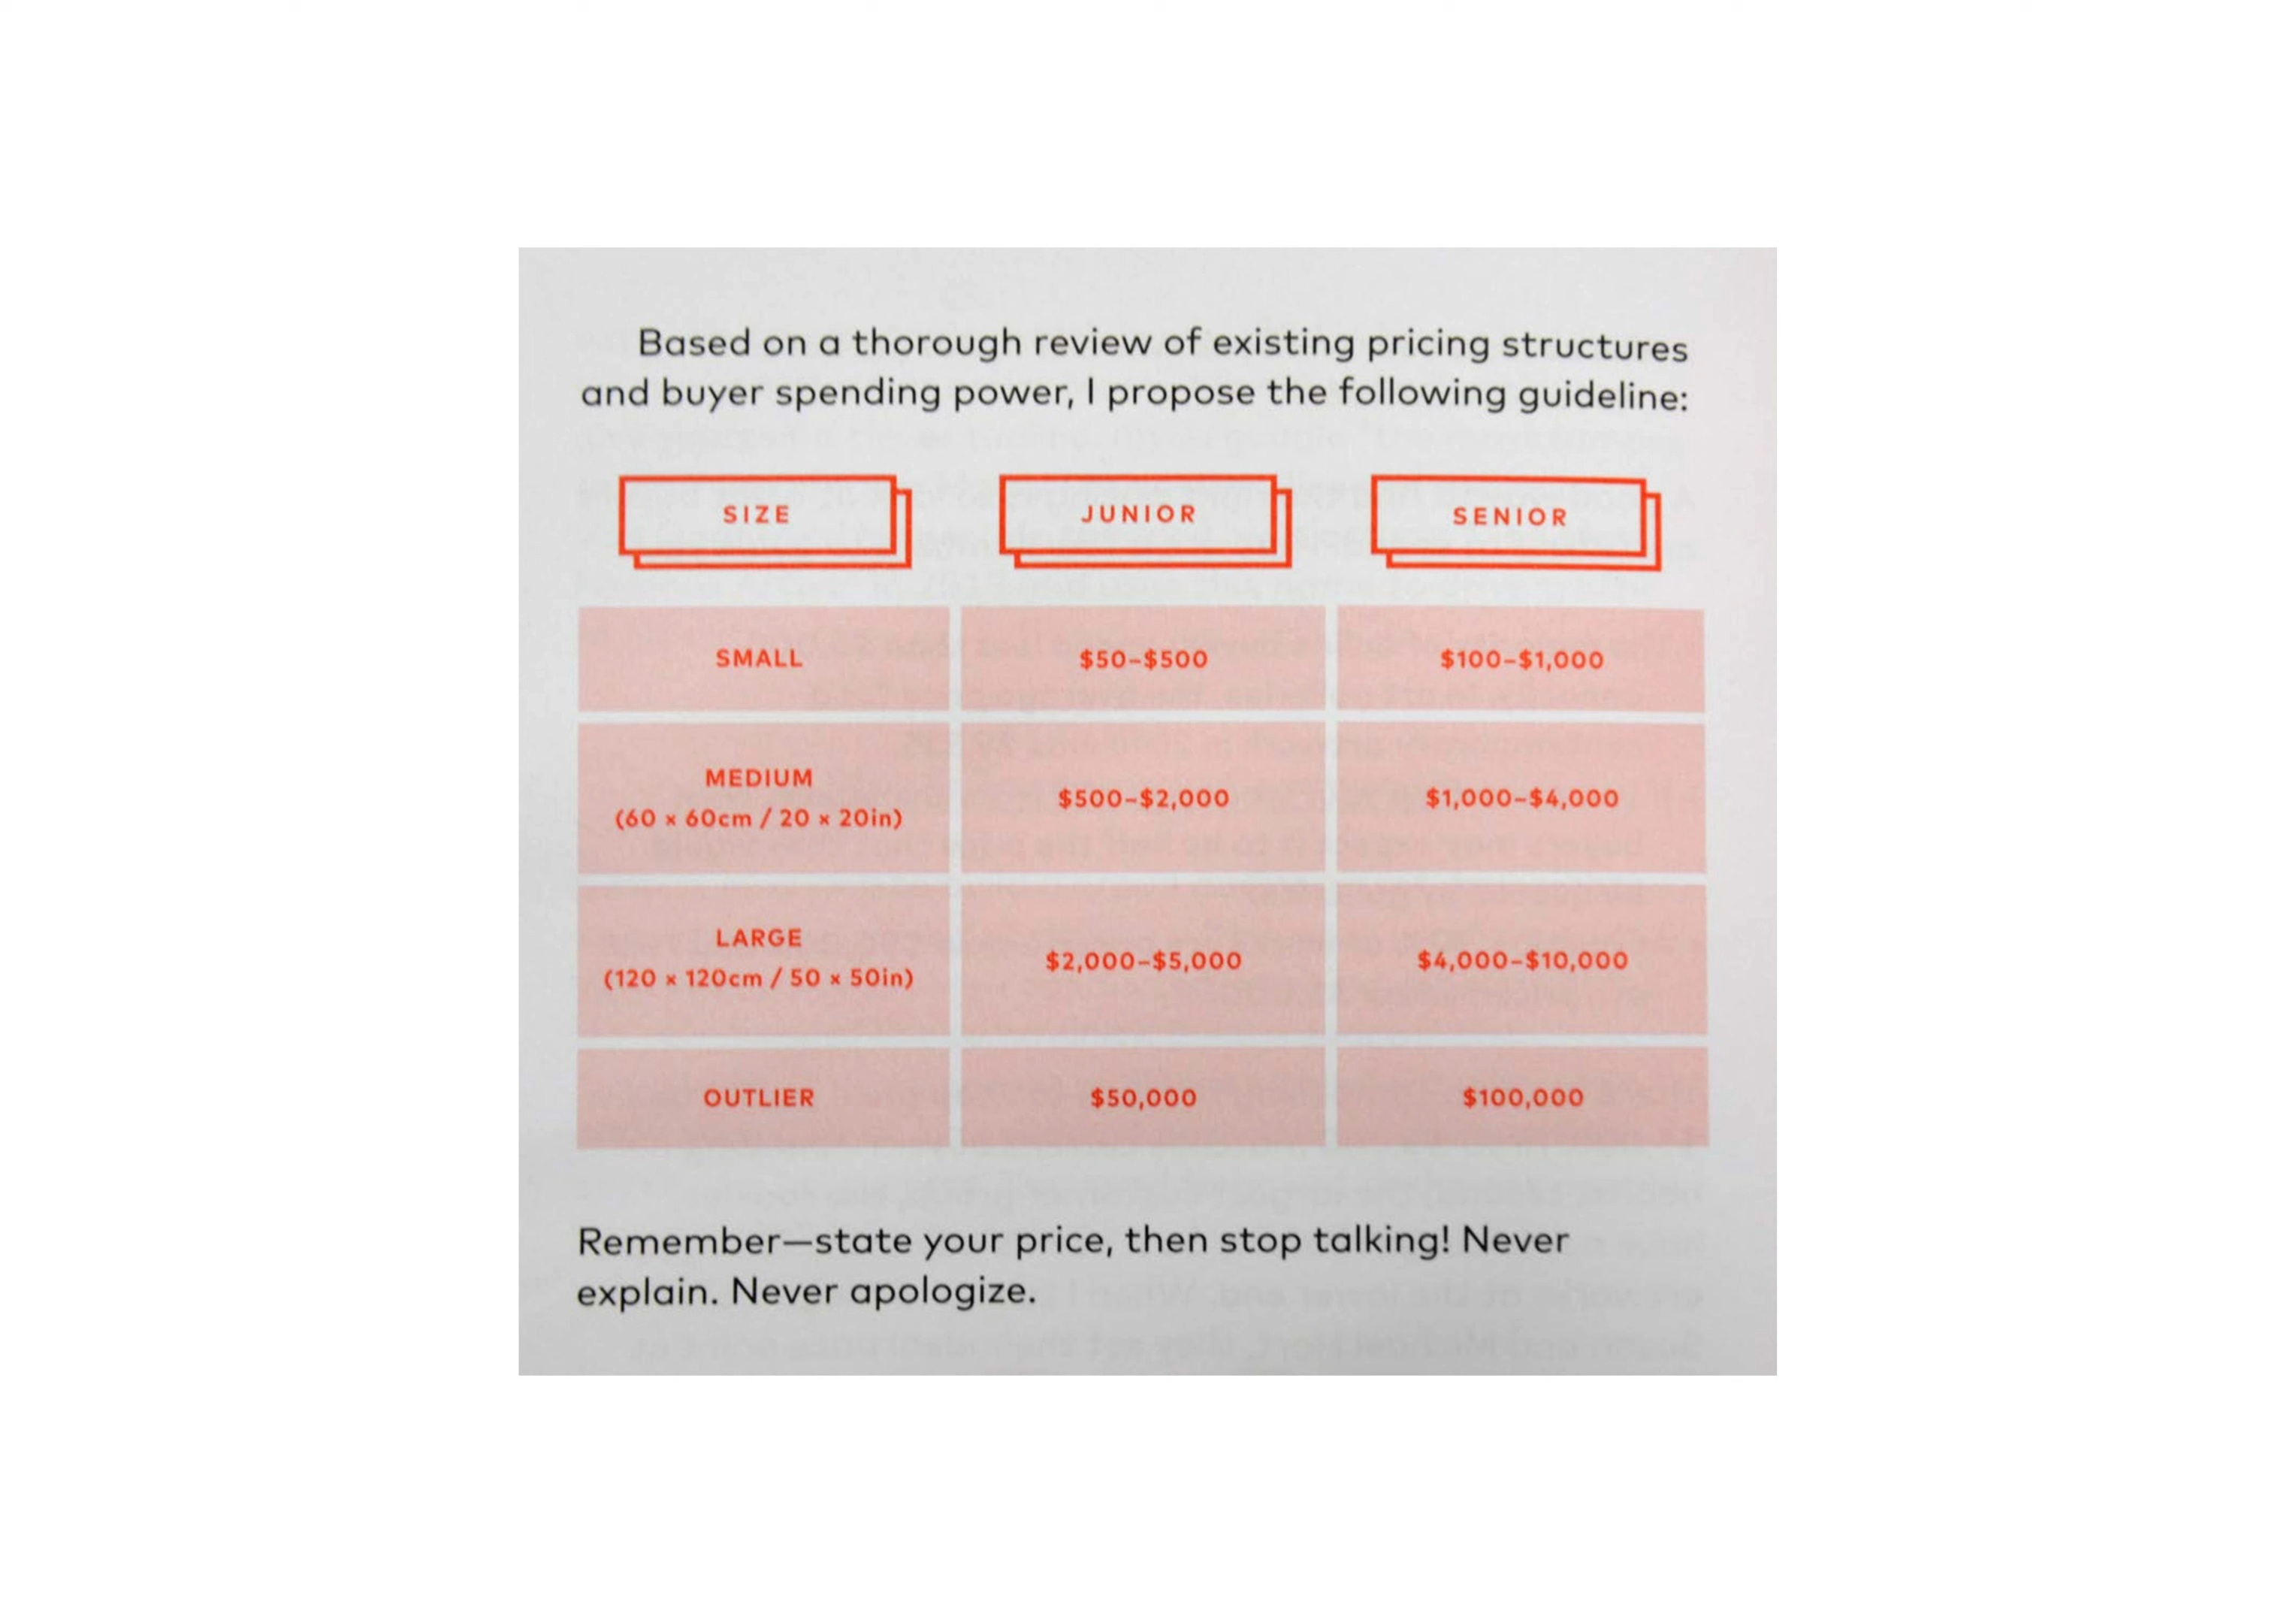 Based on a thorough review of existing pricing structures
and buyer spending power, I propose the following guideline:
SIZE JUNIOR SENIOR
SMALL $50–$500 $100–$1,000
MEDIUM
(60 × 60cm / 20 × 20in) $500–$2,000 $1,000–$4,000
LARGE
(120 × 120cm / 50 × 50in) $2,000–$5,000 $4,000–$10,000
OUTLIER $50,000 $100,000
Remember—state your price, then stop talking! Never
explain. Never apologize.